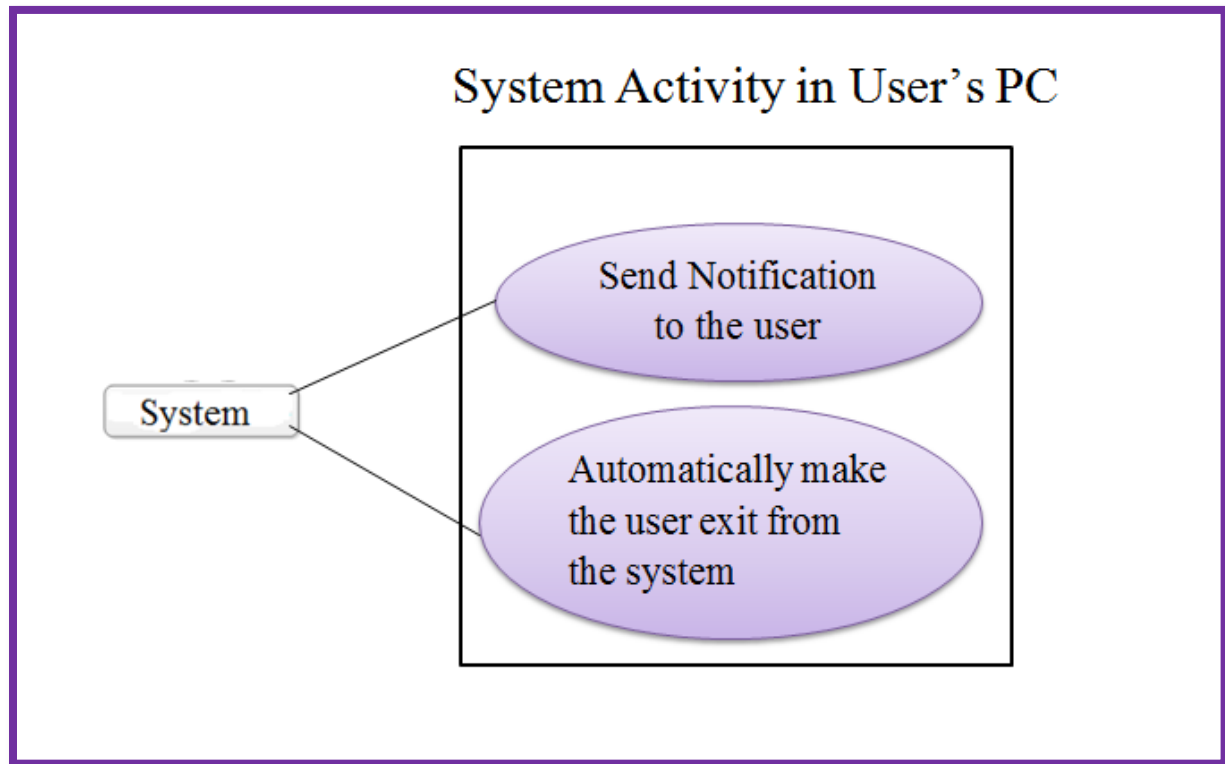 System Activity in User’s PC
Send Notification
to the user
System
Automatically make
the user exit from
the system